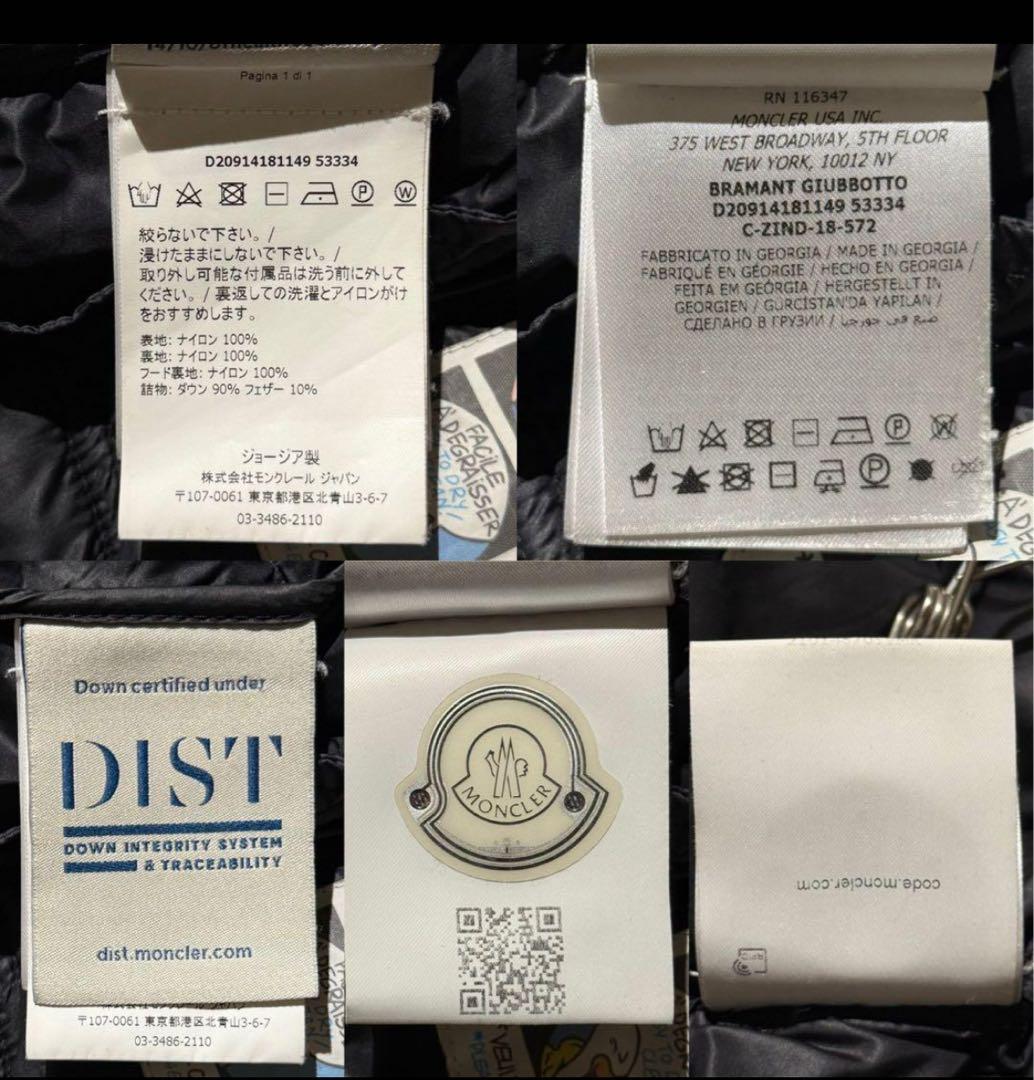 Pagina 1 di 1
D20914181149 53334
W
絞らないで下さい。/
浸けたままにしないで下さい。/
取り外し可能な付属品は洗う前に外して
ください。/ 裏返しての洗濯とアイロンがけ
をおすすめします。
表地: ナイロン 100%
裏地: ナイロン 100%
フード裏地: ナイロン 100%
詰物: ダウン 90% フェザー 10%
ジョージア製
株式会社モンクレール ジャパン
〒107-0061 東京都港区北青山3-6-7
03-3486-2110
FACILE
À DEGRAISSER
TO DRY
RN 116347
MONCLER USA INC.
375 WEST BROADWAY, 5TH FLOOR
NEW YORK, 10012 NY
BRAMANT GIUBBOTTO
D20914181149 53334
C-ZIND-18-572
FABBRICATO IN GEORGIA / MADE IN GEORGIA /
FABRIQUÉ EN GÉORGIE / HECHO EN GEORGIA /
FEITA EM GEÓRGIA / HERGESTELLT IN
GEORGIEN / GÜRCİSTAN'DA YAPILAN /
СДЕЛАНО В ГРУЗИИ / صنع في جورجيا
Down certified under
DIST
DOWN INTEGRITY SYSTEM
& TRACEABILITY
dist.moncler.com
〒107-0061 東京都港区北青山3-6-7
03-3486-2110
MONCLER
code.moncler.com
RFID